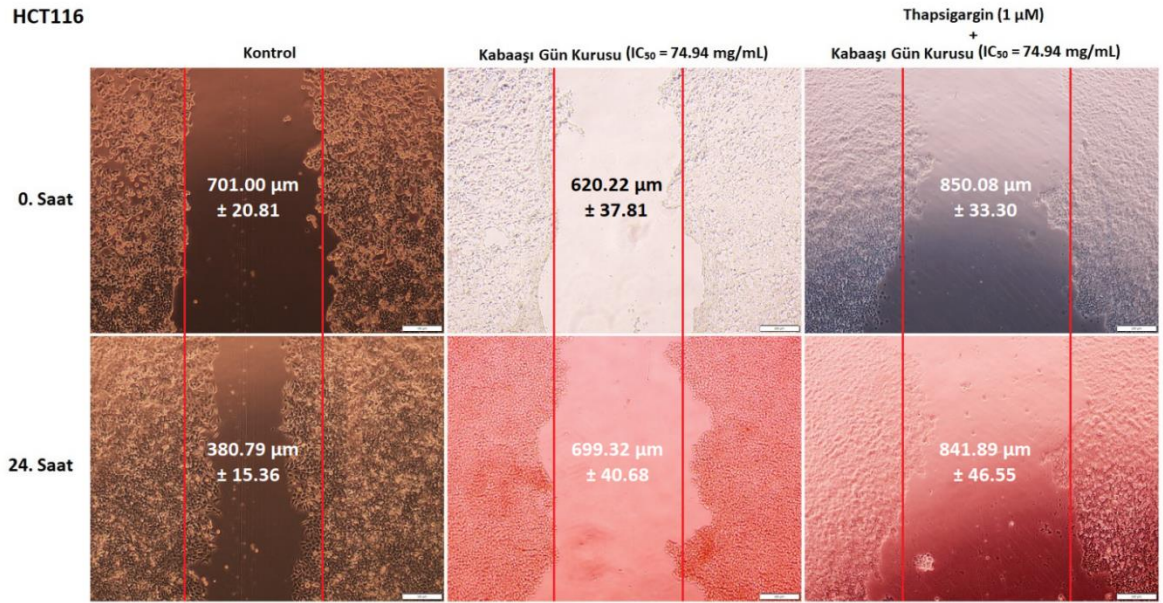 HCT116
Kontrol
Kabaaşı Gün Kurusu (IC₅₀ = 74.94 mg/mL)
Thapsigargin (1 µM)
+
Kabaaşı Gün Kurusu (IC₅₀ = 74.94 mg/mL)
0. Saat
701.00 µm
± 20.81
620.22 µm
± 37.81
850.08 µm
± 33.30
24. Saat
380.79 µm
± 15.36
699.32 µm
± 40.68
841.89 µm
± 46.55